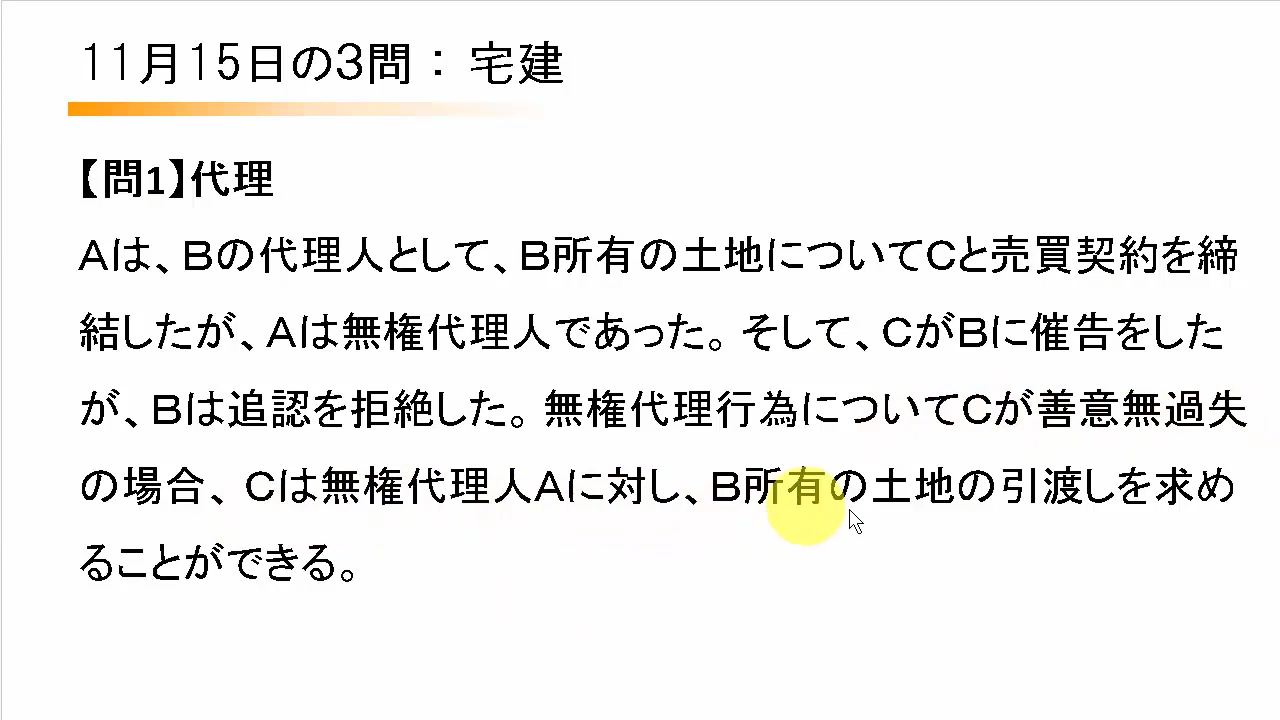 11月15日の3問：宅建
【問1】代理
Aは、Bの代理人として、B所有の土地についてCと売買契約を締
結したが、Aは無権代理人であった。そして、CがBに催告をした
が、Bは追認を拒絶した。無権代理行為についてCが善意無過失
の場合、Cは無権代理人Aに対し、B所有の土地の引渡しを求め
ることができる。